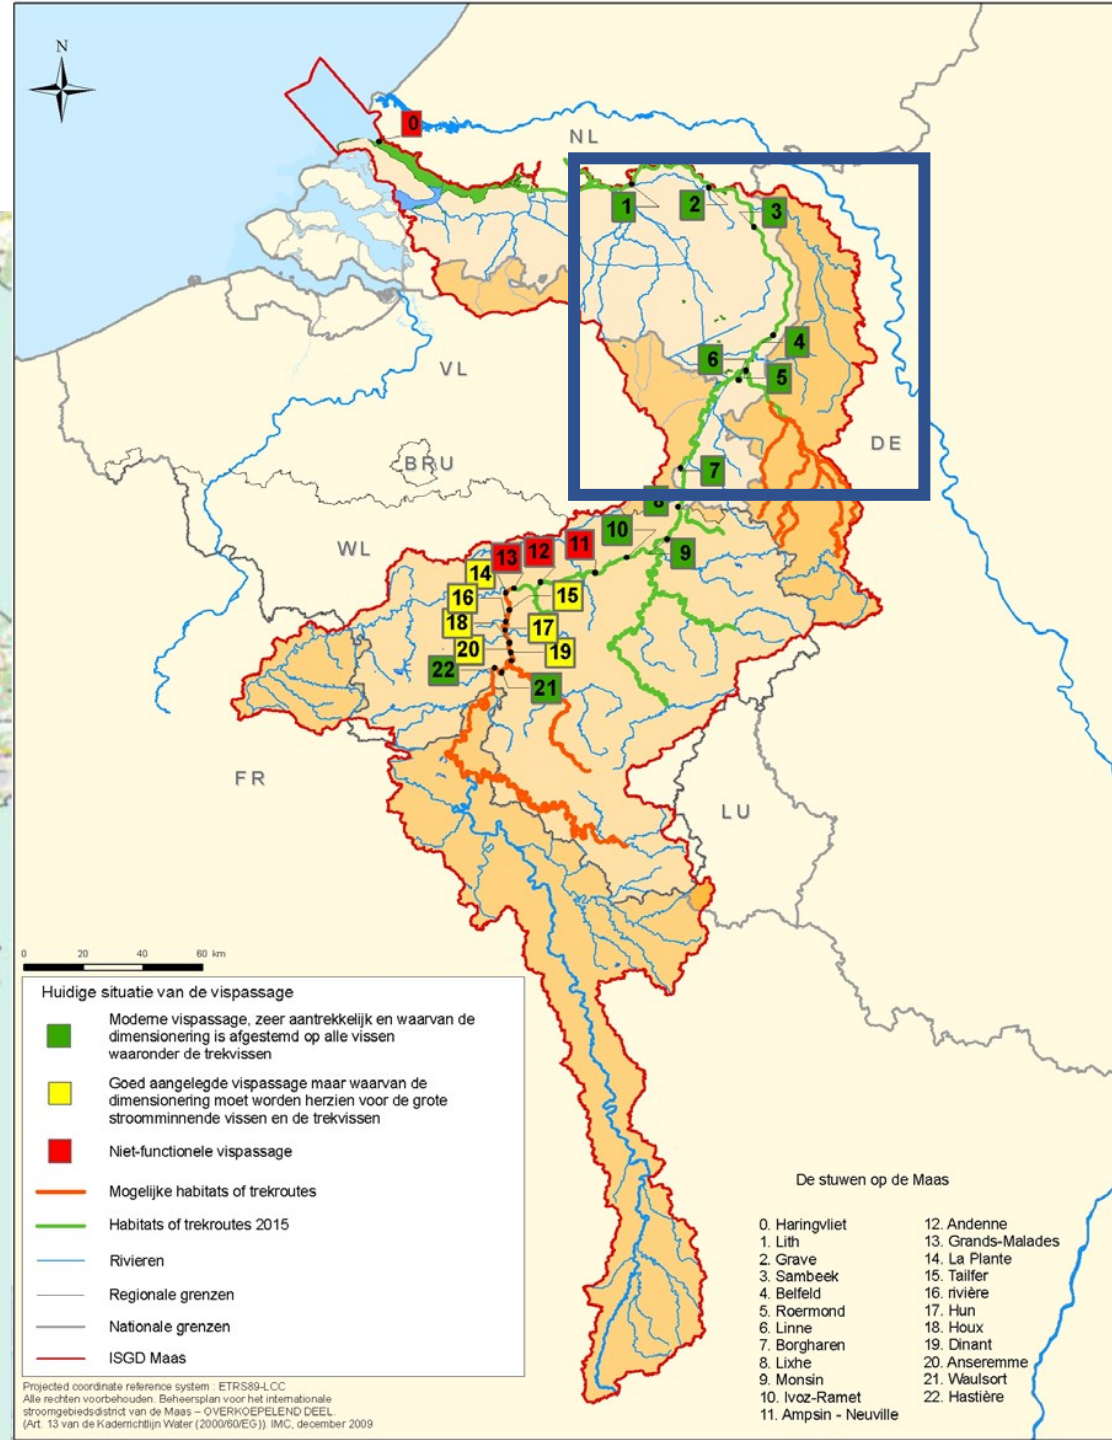 N
0
NL
1
2
3
4
6
5
VL
DE
BRU
7
8
10
WL
11
12
13
9
14
16
15
18
17
20
19
22
21
FR
LU
0 20 40 60 km
Huidige situatie van de vispassage
Moderne vispassage, zeer aantrekkelijk en waarvan de
dimensionering is afgestemd op alle vissen
waaronder de trekvissen
Goed aangelegde vispassage maar waarvan de
dimensionering moet worden herzien voor de grote
stroomminnende vissen en de trekvissen
Niet-functionele vispassage
Mogelijke habitats of trekroutes
Habitats of trekroutes 2015
Rivieren
Regionale grenzen
Nationale grenzen
ISGD Maas
De stuwen op de Maas
0. Haringvliet
1. Lith
2. Grave
3. Sambeek
4. Belfeld
5. Roermond
6. Linne
7. Borgharen
8. Lixhe
9. Monsin
10. Ivoz-Ramet
11. Ampsin - Neuville
12. Andenne
13. Grands-Malades
14. La Plante
15. Tailfer
16. rivière
17. Hun
18. Houx
19. Dinant
20. Anseremme
21. Waulsort
22. Hastière
Projected coordinate reference system : ETRS89-LCC
Alle rechten voorbehouden. Beheersplan voor het internationale
stroomgebiedsdistrict van de Maas – OVERKOEPELEND DEEL.
(Art. 13 van de Kaderrichtlijn Water (2000/60/EG)). IMC, december 2009